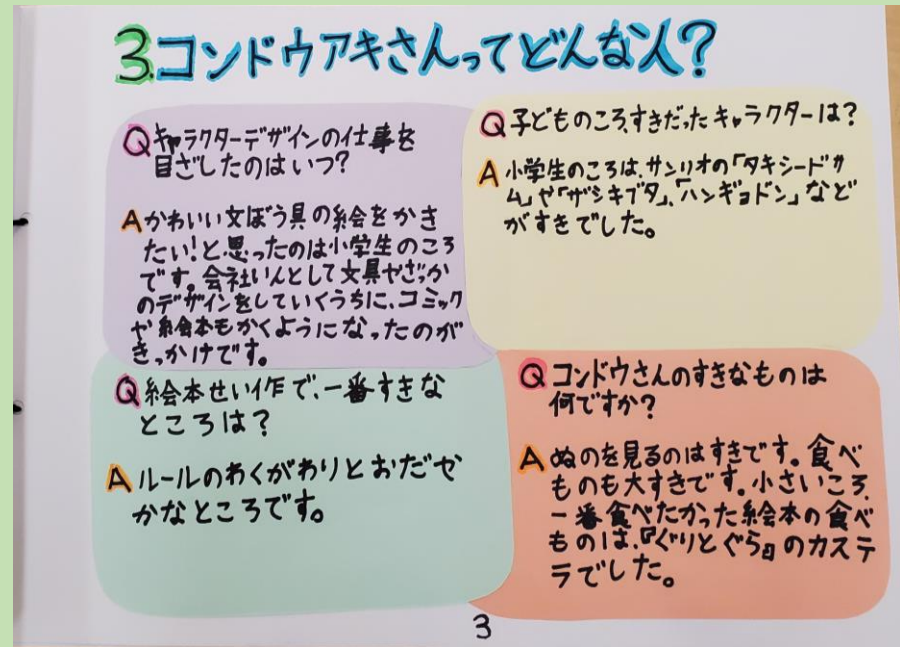 3.コンドウアキさんってどんな人?
Qキャラクターデザインの仕事を
目ざしたのはいつ?
Aかわいい文ぼう具の絵をかき
たい!と思ったのは小学生のころ
です。会社いんとして文具やざっか
のデザインをしていくうちに、コミック
や絵本もかくようになったのが
きっかけです。
Q子どものころ、すきだったキャラクターは?
A小学生のころは、サンリオの「タキシードサ
ム」や「ザシキブタ」、「ハンギョドン」など
がすきでした。
Q絵本せい作で、一番すきな
ところは?
Aルールのわくがわりとおだや
かなところです。
Qコンドウさんのすきなものは
何ですか?
Aぬのを見るのはすきです。食べ
ものも大すきです。小さいころ、
一番食べたかった絵本の食べ
ものは、『ぐりとぐら』のカステ
ラでした。
3